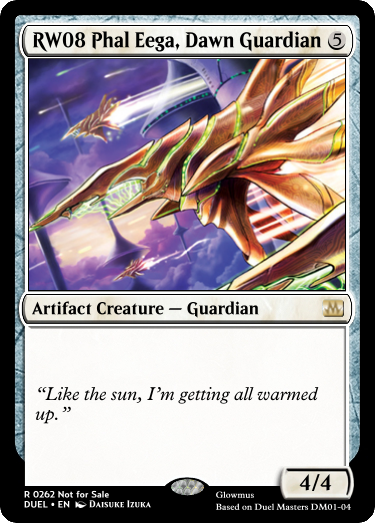 RW08 Phal Eega, Dawn Guardian 5
Artifact Creature — Guardian
“Like the sun, I’m getting all warmed
up.”
4/4
R 0262 Not for Sale
DUEL • EN Daisuke Izuka
Glowmus
Based on Duel Masters DM01-04